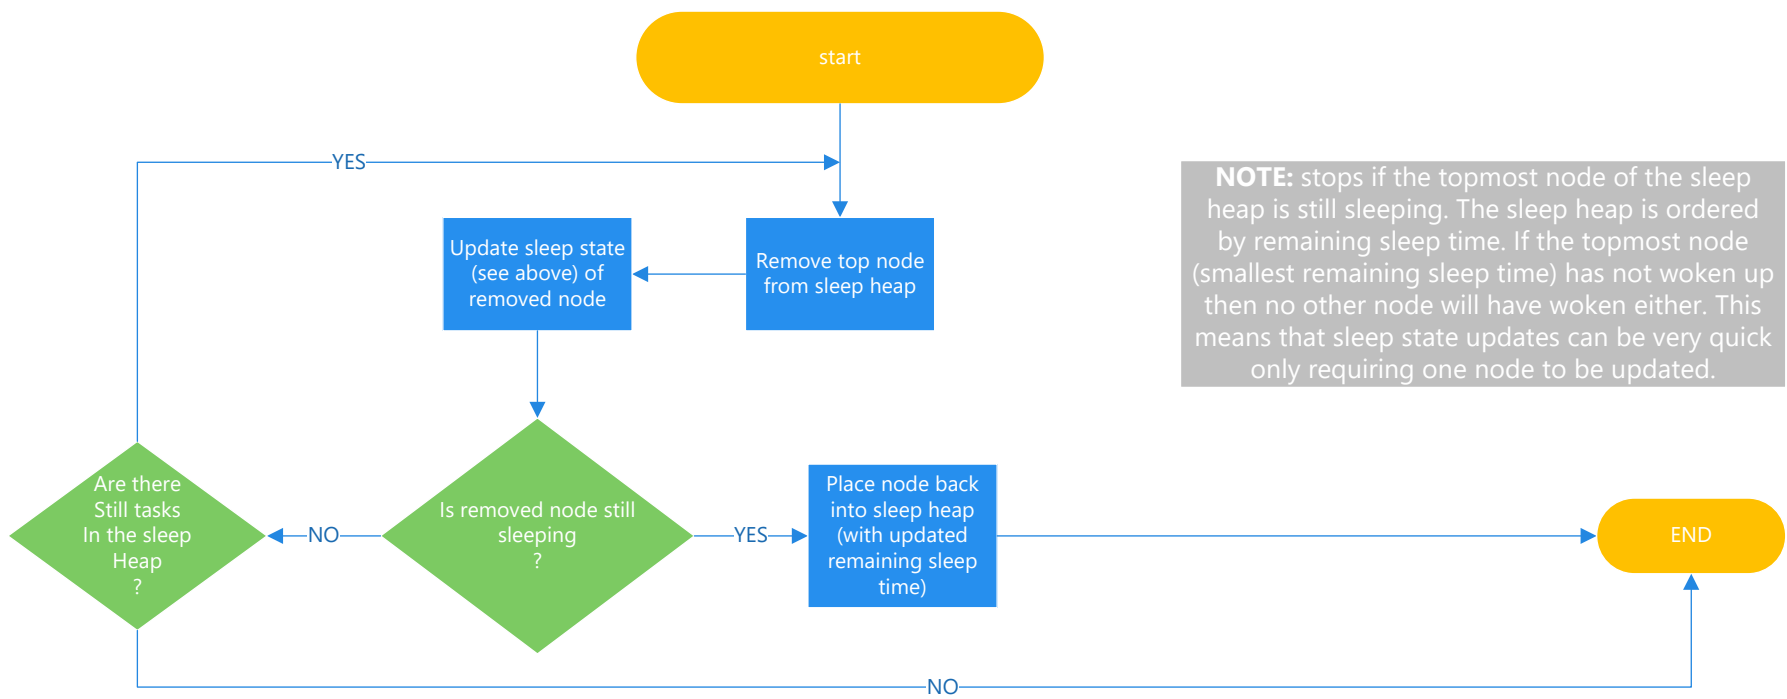 start
YES
NOTE: stops if the topmost node of the sleep
heap is still sleeping. The sleep heap is ordered
by remaining sleep time. If the topmost node
(smallest remaining sleep time) has not woken up
then no other node will have woken either. This
means that sleep state updates can be very quick
only requiring one node to be updated.
Update sleep state
(see above) of
removed node
Remove top node
from sleep heap
Are there
Still tasks
In the sleep
Heap
?
NO
Is removed node still
sleeping
?
YES
Place node back
into sleep heap
(with updated
remaining sleep
time)
END
NO